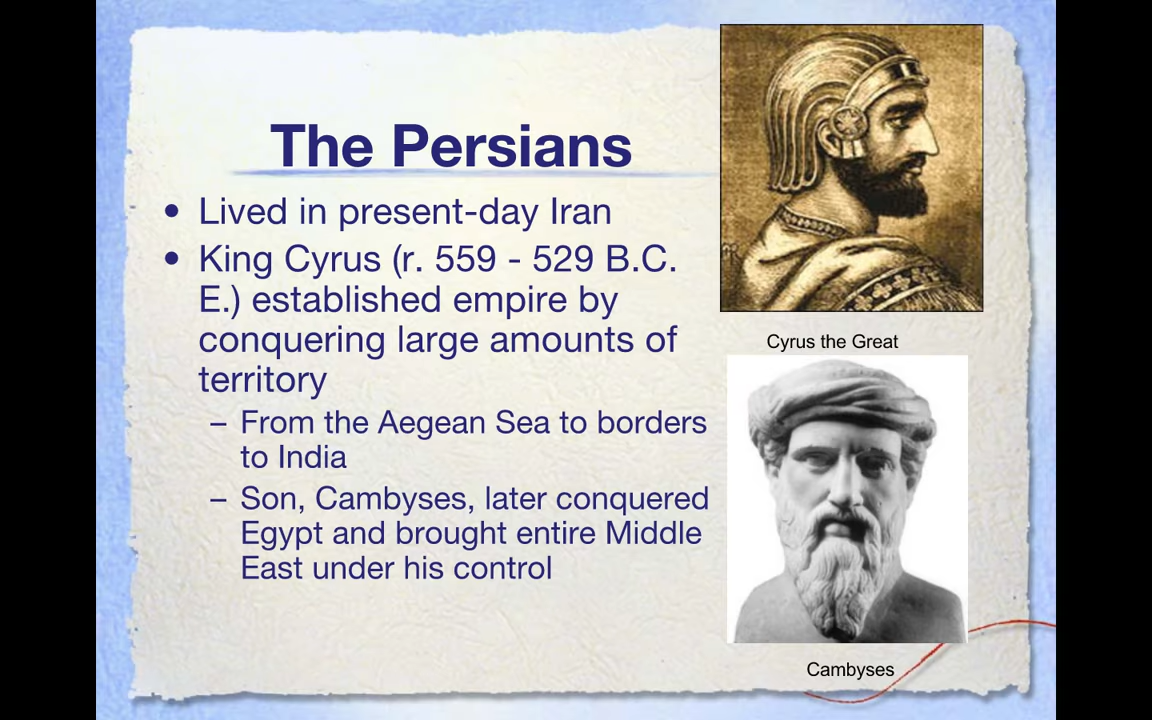 The Persians
• Lived in present-day Iran
• King Cyrus (r. 559 - 529 B.C.
E.) established empire by
conquering large amounts of
territory
– From the Aegean Sea to borders
to India
– Son, Cambyses, later conquered
Egypt and brought entire Middle
East under his control
Cyrus the Great
Cambyses